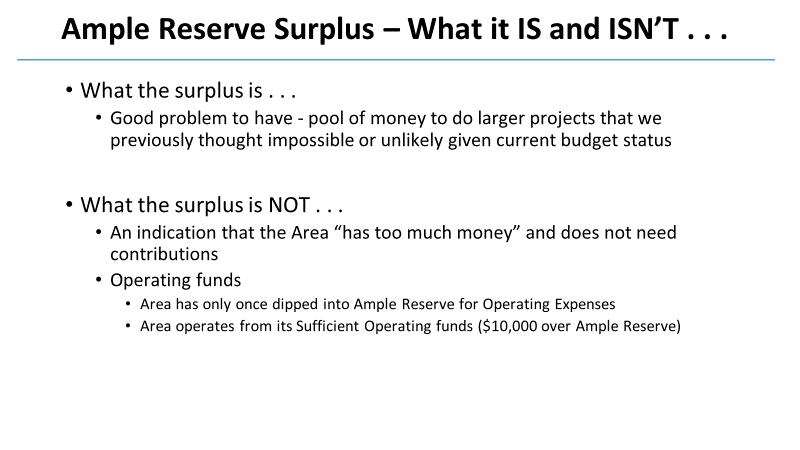 Ample Reserve Surplus – What it IS and ISN’T . . .
• What the surplus is . . .
• Good problem to have - pool of money to do larger projects that we
previously thought impossible or unlikely given current budget status
• What the surplus is NOT . . .
• An indication that the Area “has too much money” and does not need
contributions
• Operating funds
• Area has only once dipped into Ample Reserve for Operating Expenses
• Area operates from its Sufficient Operating funds ($10,000 over Ample Reserve)